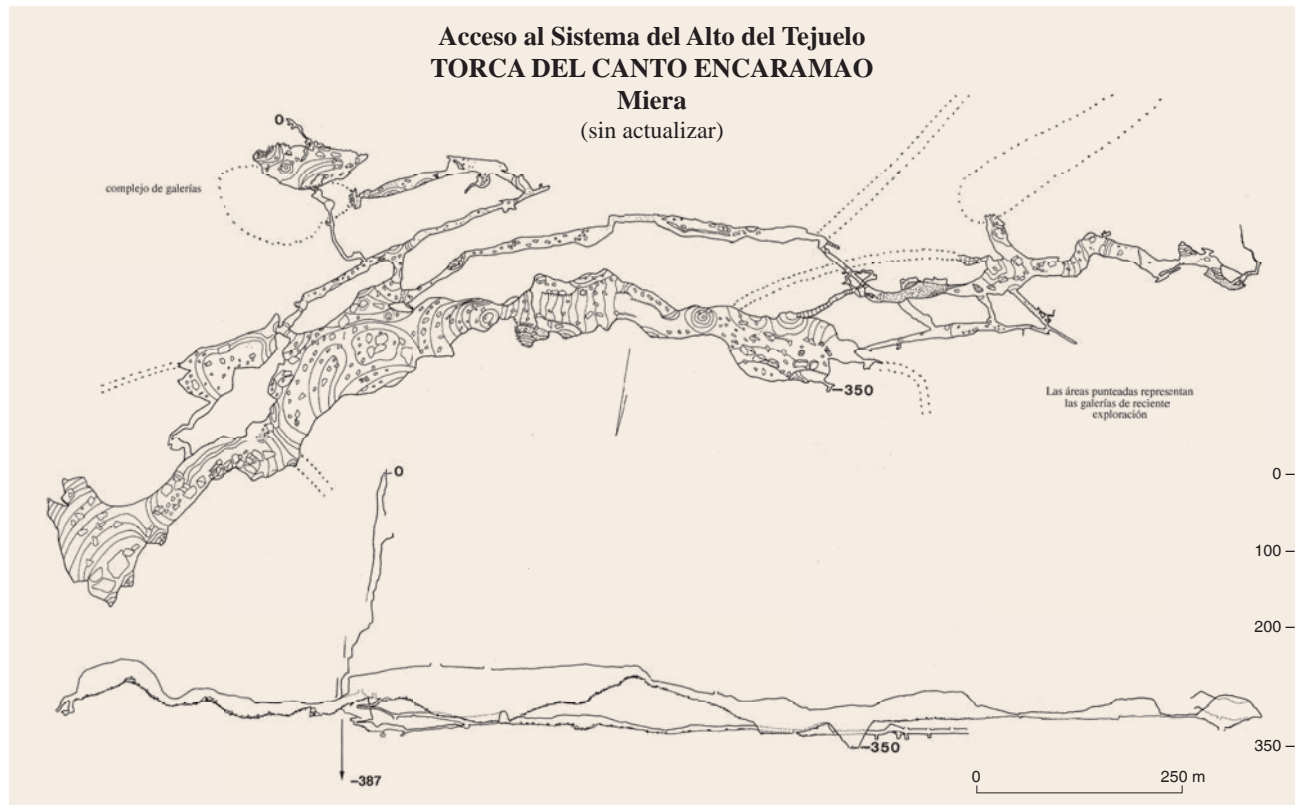 Acceso al Sistema del Alto del Tejuelo
TORCA DEL CANTO ENCARAMAO
Miera
(sin actualizar)
0
complejo de galerías
-350
Las áreas punteadas representan
las galerías de reciente
exploración
0
0 –
100 –
200 –
350 –
-350
-387
0 250 m